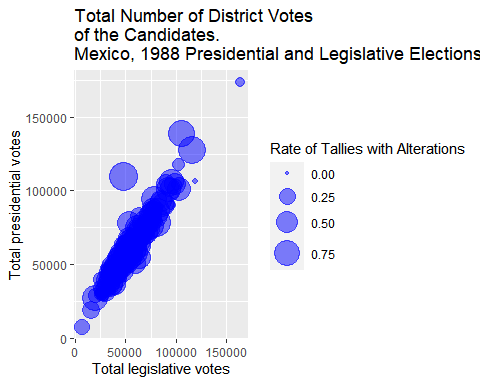 Total Number of District Votes
of the Candidates.
Mexico, 1988 Presidential and Legislative Elections
Total presidential votes
150000
100000
50000
0
0 50000 100000 150000
Total legislative votes
Rate of Tallies with Alterations
0.00
0.25
0.50
0.75